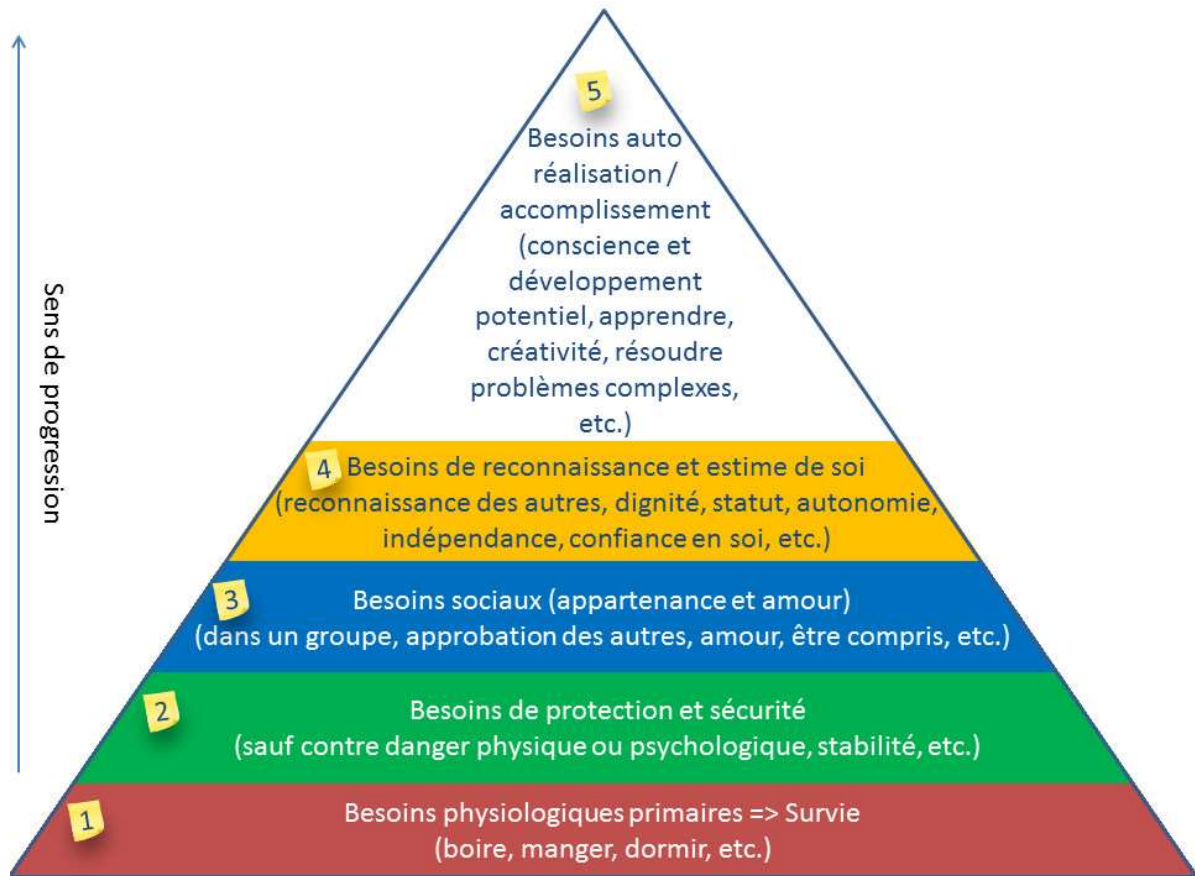 5
Besoins auto
réalisation /
accomplissement
(conscience et
développement
potentiel, apprendre,
créativité, résoudre
problèmes complexes,
etc.)
4
Besoins de reconnaissance et estime de soi
(reconnaissance des autres, dignité, statut, autonomie,
indépendance, confiance en soi, etc.)
3
Besoins sociaux (appartenance et amour)
(dans un groupe, approbation des autres, amour, être compris, etc.)
2
Besoins de protection et sécurité
(sauf contre danger physique ou psychologique, stabilité, etc.)
1
Besoins physiologiques primaires => Survie
(boire, manger, dormir, etc.)
Sens de progression